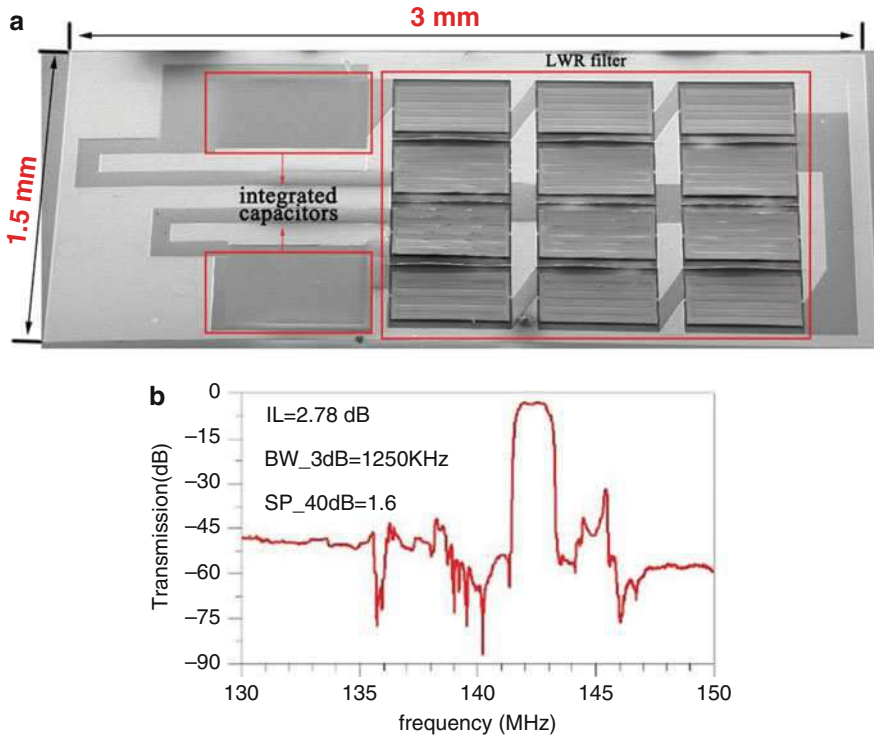 a
3 mm
LWR filter
1.5 mm
integrated
capacitors
b
IL=2.78 dB
BW_3dB=1250KHz
SP_40dB=1.6
Transmission(dB)
0
–15
–30
–45
–60
–75
–90
130
135
140
145
150
frequency (MHz)